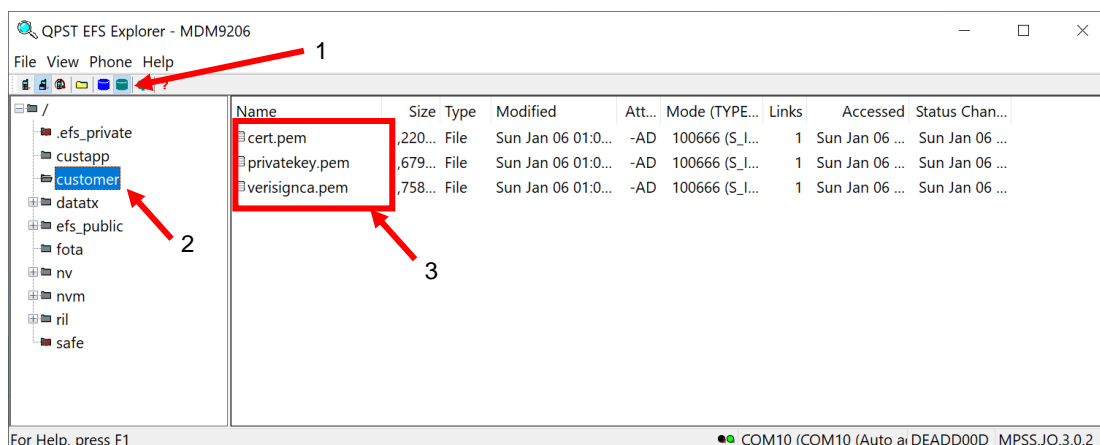 QPST EFS Explorer - MDM9206
1
File View Phone Help
?
/
.efs_private
custapp
customer
datatx
efs_public
fota
nv
nvm
ril
safe
2
Name Size Type Modified Att... Mode (TYPE... Links Accessed Status Chan...
cert.pem ,220... File Sun Jan 06 01:0... -AD 100666 (S_I... 1 Sun Jan 06 ... Sun Jan 06 ...
privatekey.pem ,679... File Sun Jan 06 01:0... -AD 100666 (S_I... 1 Sun Jan 06 ... Sun Jan 06 ...
verisignca.pem ,758... File Sun Jan 06 01:0... -AD 100666 (S_I... 1 Sun Jan 06 ... Sun Jan 06 ...
3
For Help, press F1 COM10 (COM10 (Auto a DEADD00D MPSS.JO.3.0.2